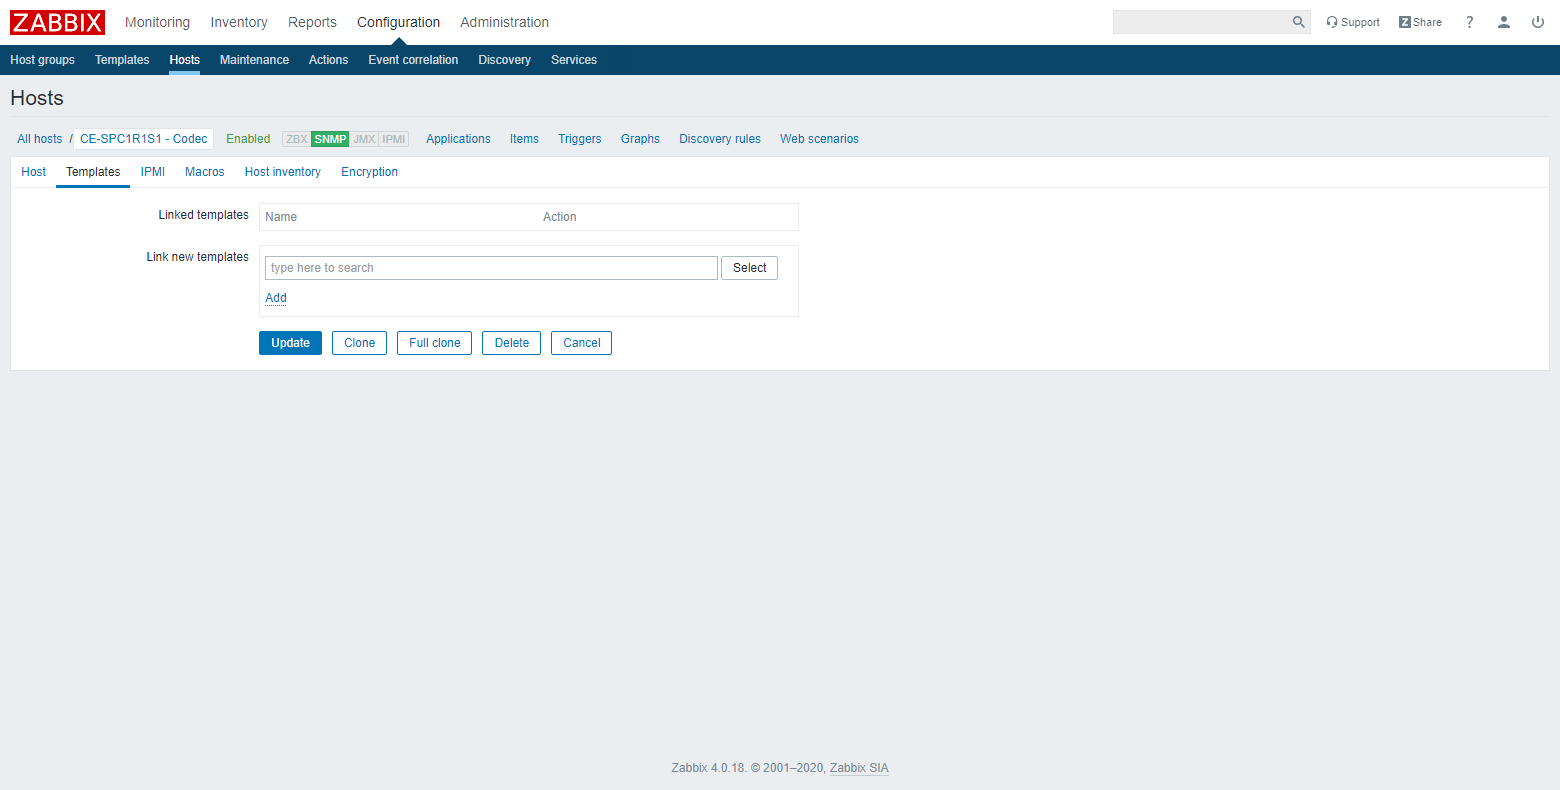 ZABBIX Monitoring Inventory Reports Configuration Administration Support Z Share ?
Host groups Templates Hosts Maintenance Actions Event correlation Discovery Services
Hosts
All hosts / CE-SPC1R1S1 - Codec Enabled ZBX SNMP JMX IPMI Applications Items Triggers Graphs Discovery rules Web scenarios
Host Templates IPMI Macros Host inventory Encryption
Linked templates Name Action
Link new templates type here to search Select
Add
Update Clone Full clone Delete Cancel
Zabbix 4.0.18. © 2001–2020, Zabbix SIA